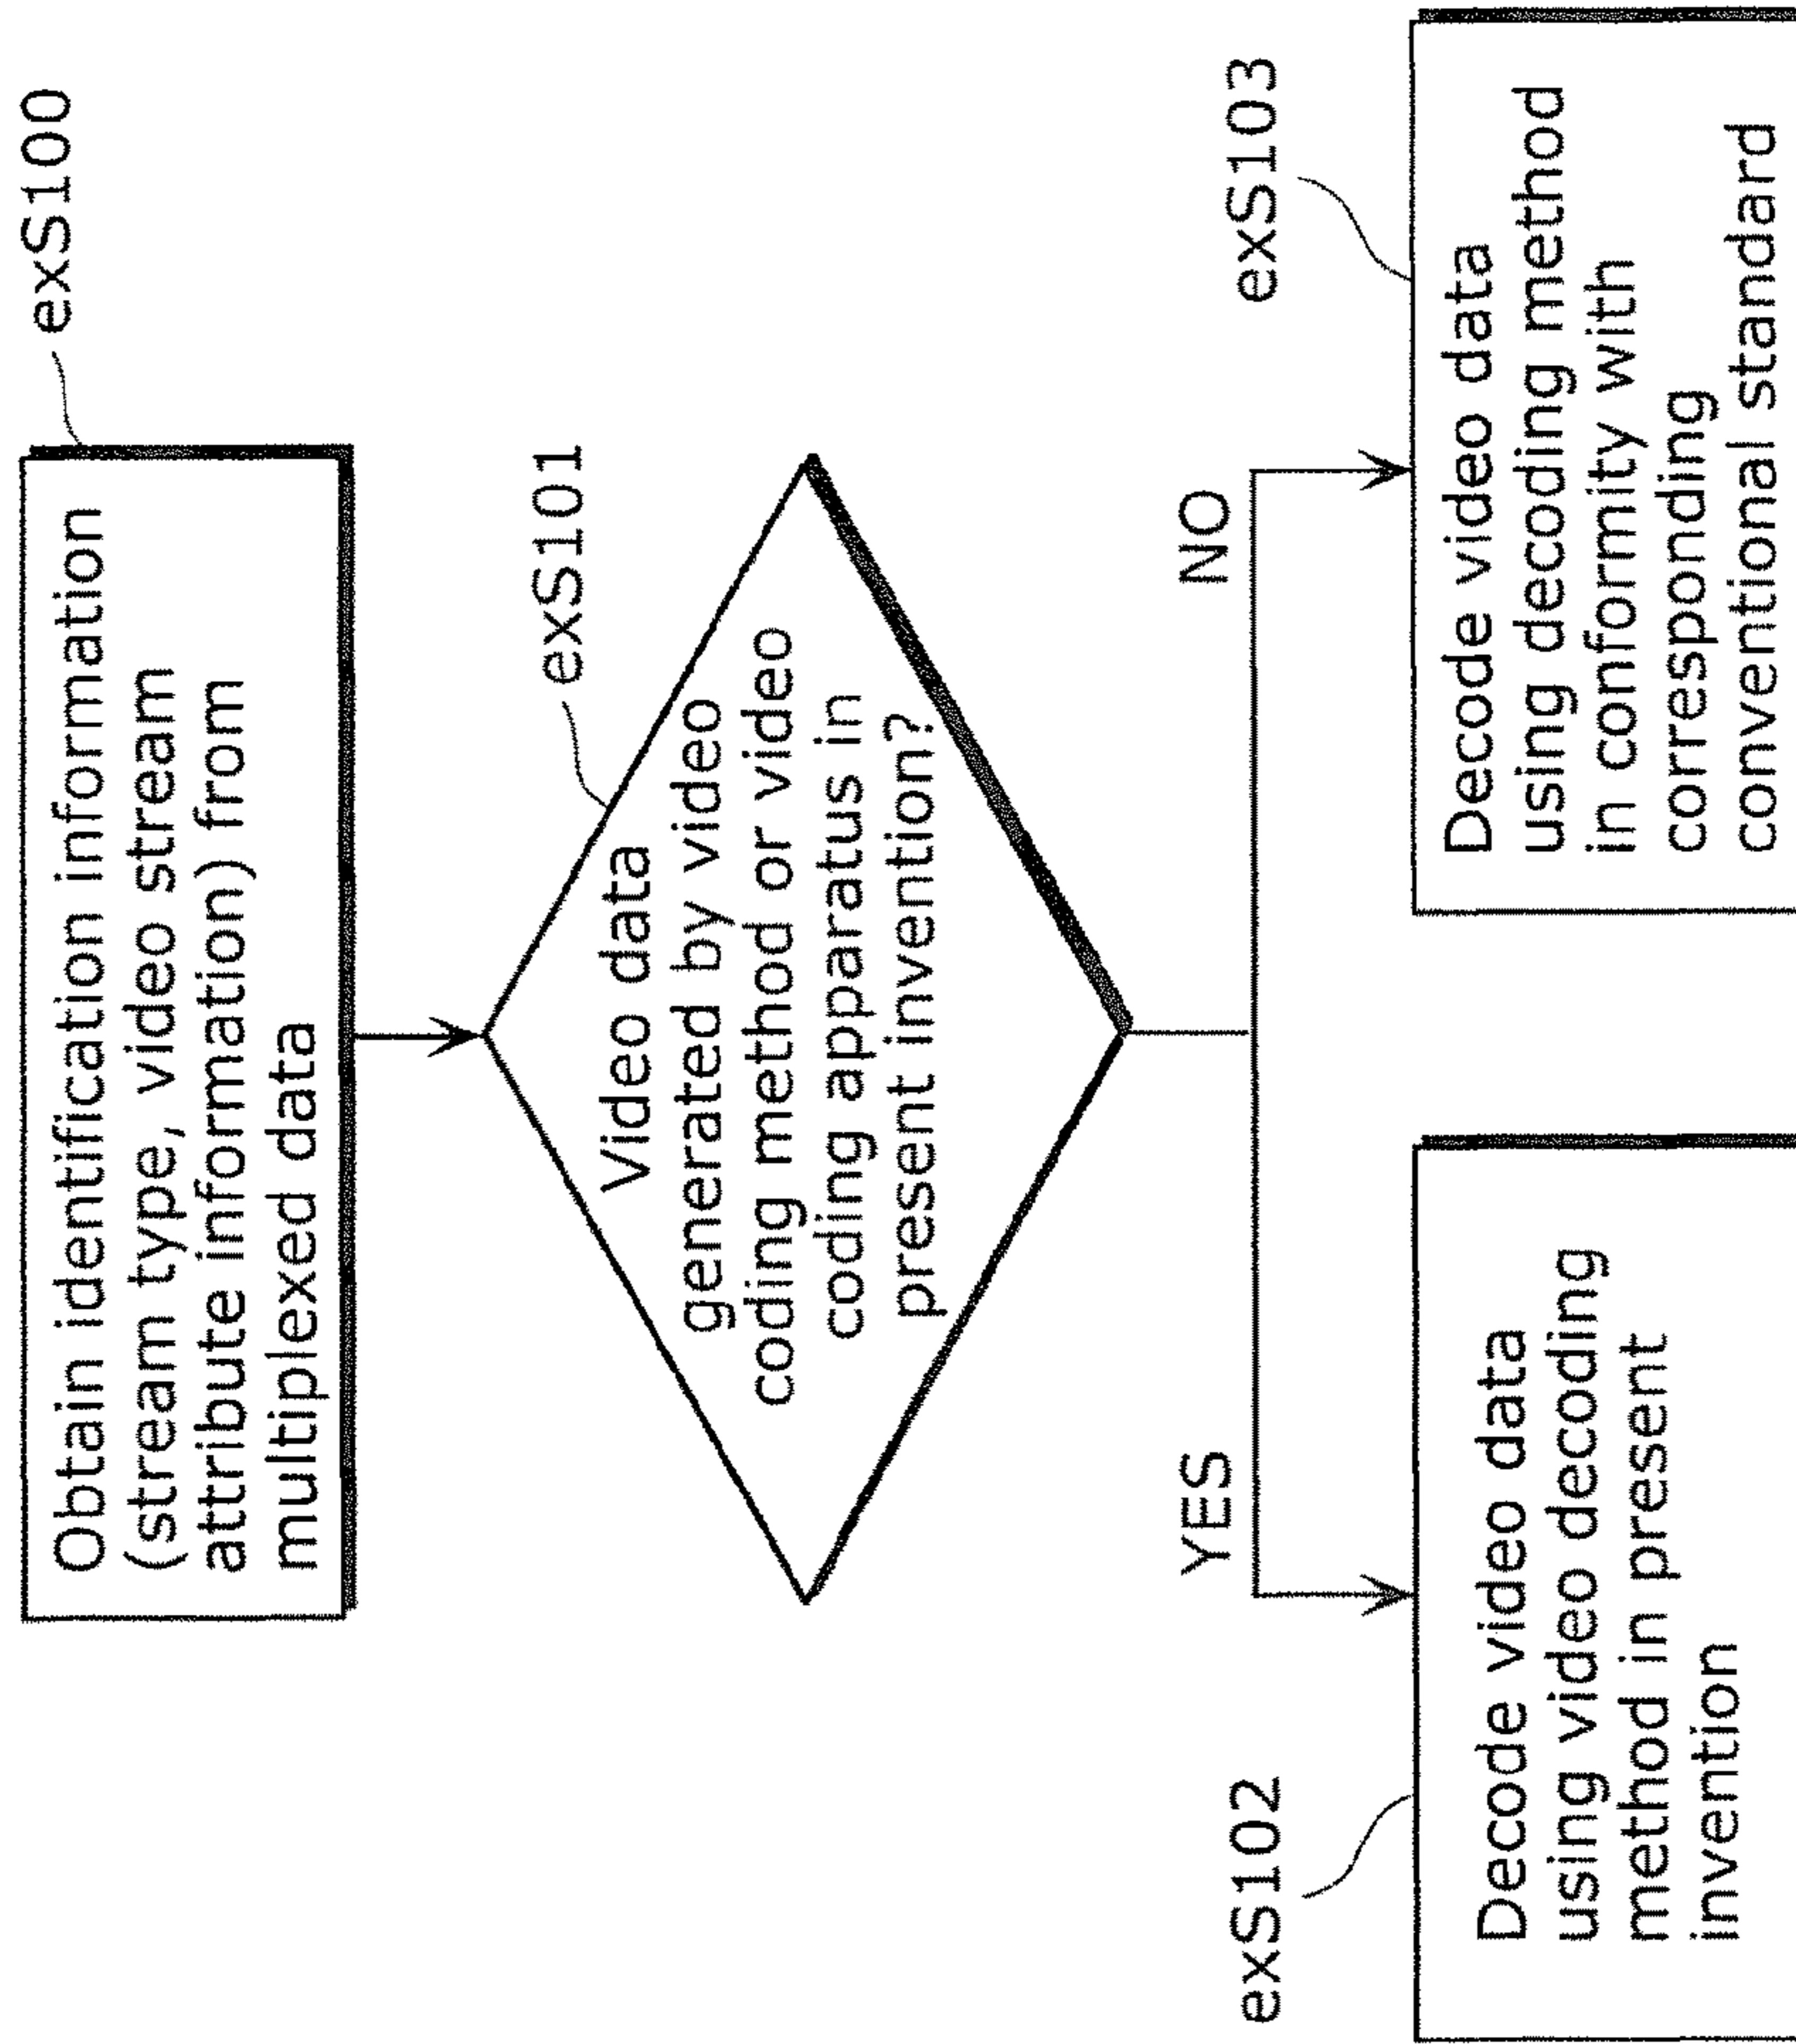 exS100
Obtain identification information
(stream type, video stream
attribute information) from
multiplexed data
exS101
Video data
generated by video
coding method or video
coding apparatus in
present invention?
YES
NO
exS102
Decode video data
using video decoding
method in present
invention
exS103
Decode video data
using decoding method
in conformity with
corresponding
conventional standard